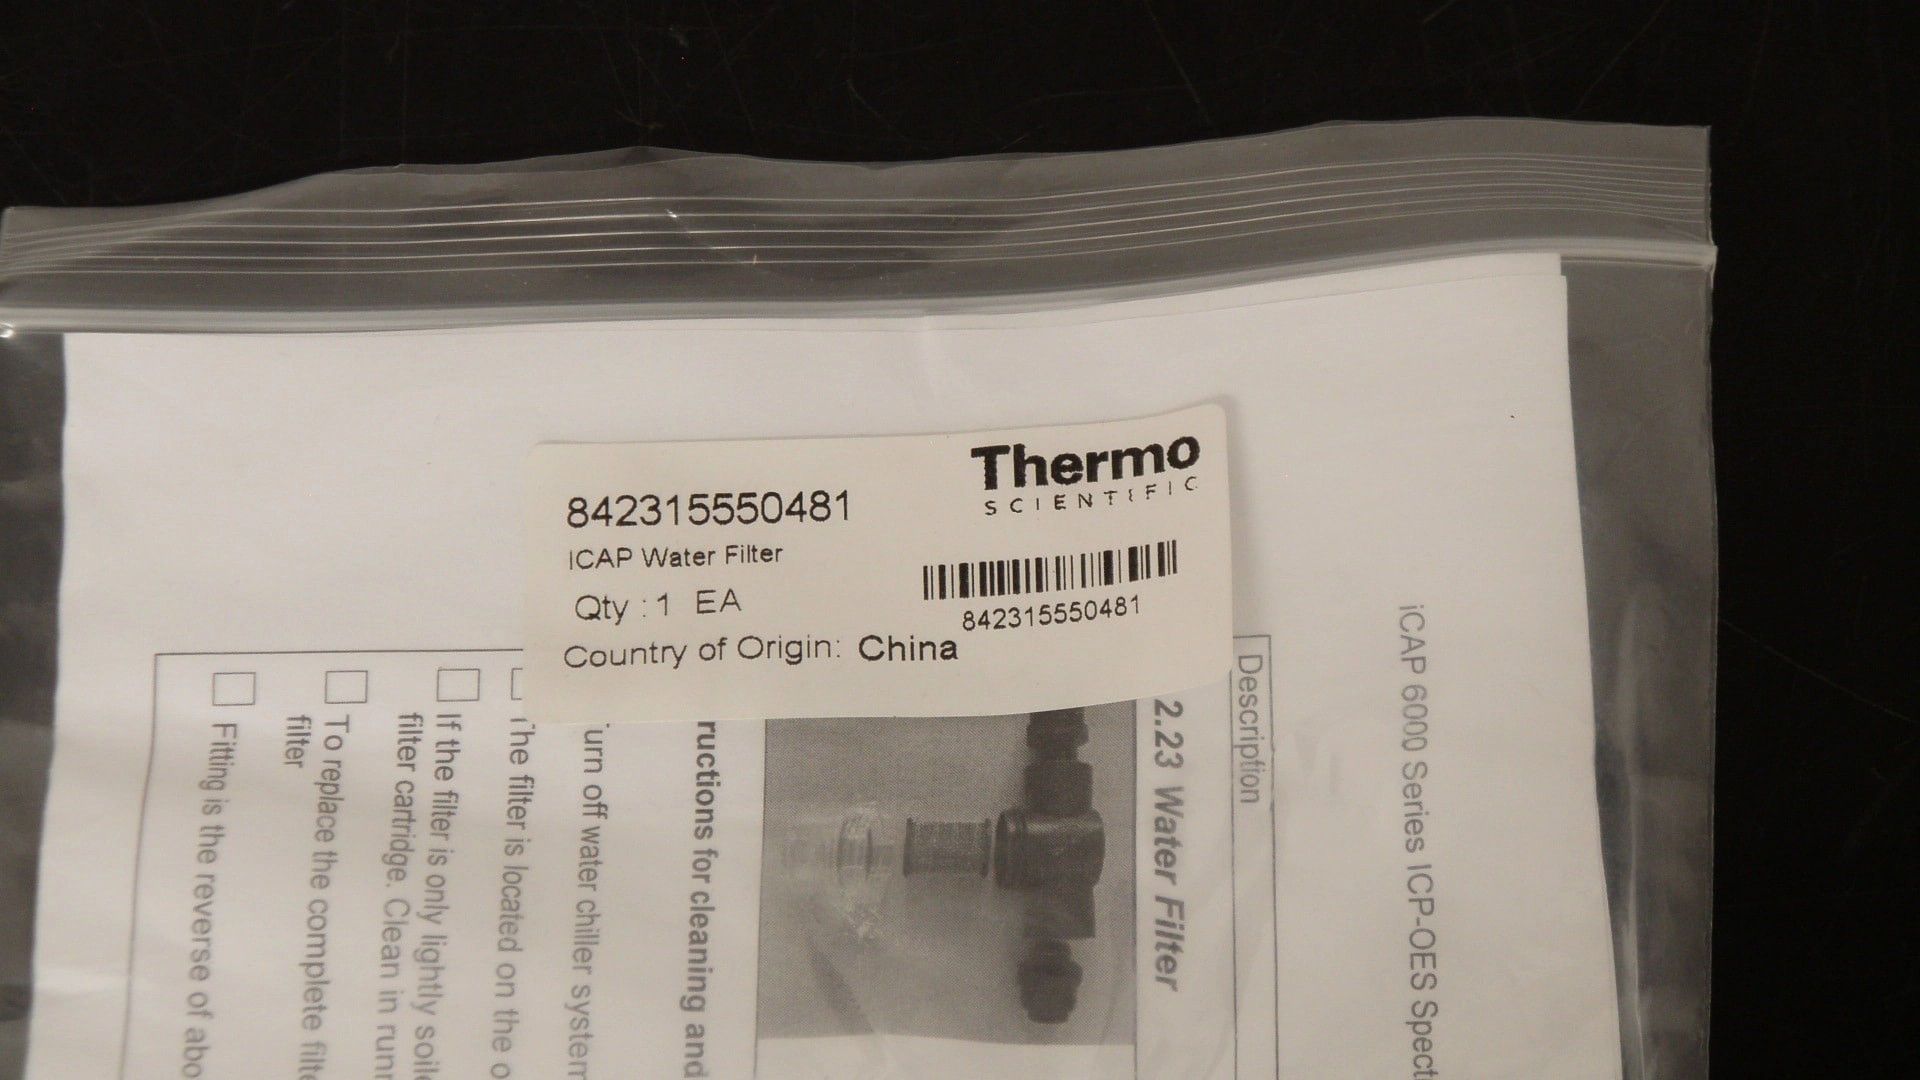 Thermo
SCIENTIFIC
842315550481
ICAP Water Filter
Qty : 1 EA
842315550481
Country of Origin: China
iCAP 6000 Series ICP-OES
Description
2.23 Water Filter
for cleaning and
off water chiller system
The filter is located on the
If the filter is only lightly
filter cartridge. Clean in
To replace the complete
filter
Fitting is the reverse of